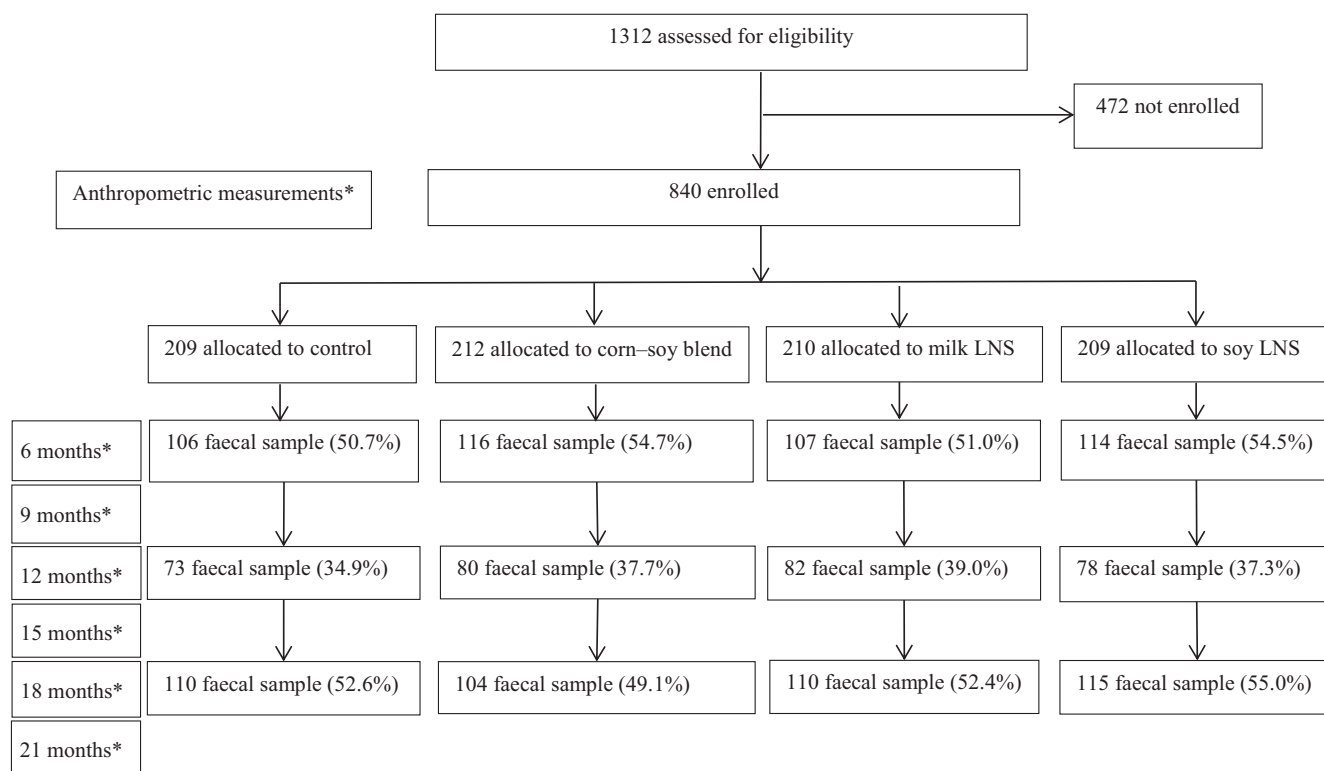 1312 assessed for eligibility
472 not enrolled
Anthropometric measurements*
840 enrolled
209 allocated to control
212 allocated to corn–soy blend
210 allocated to milk LNS
209 allocated to soy LNS
6 months*
106 faecal sample (50.7%)
116 faecal sample (54.7%)
107 faecal sample (51.0%)
114 faecal sample (54.5%)
9 months*
12 months*
73 faecal sample (34.9%)
80 faecal sample (37.7%)
82 faecal sample (39.0%)
78 faecal sample (37.3%)
15 months*
18 months*
110 faecal sample (52.6%)
104 faecal sample (49.1%)
110 faecal sample (52.4%)
115 faecal sample (55.0%)
21 months*